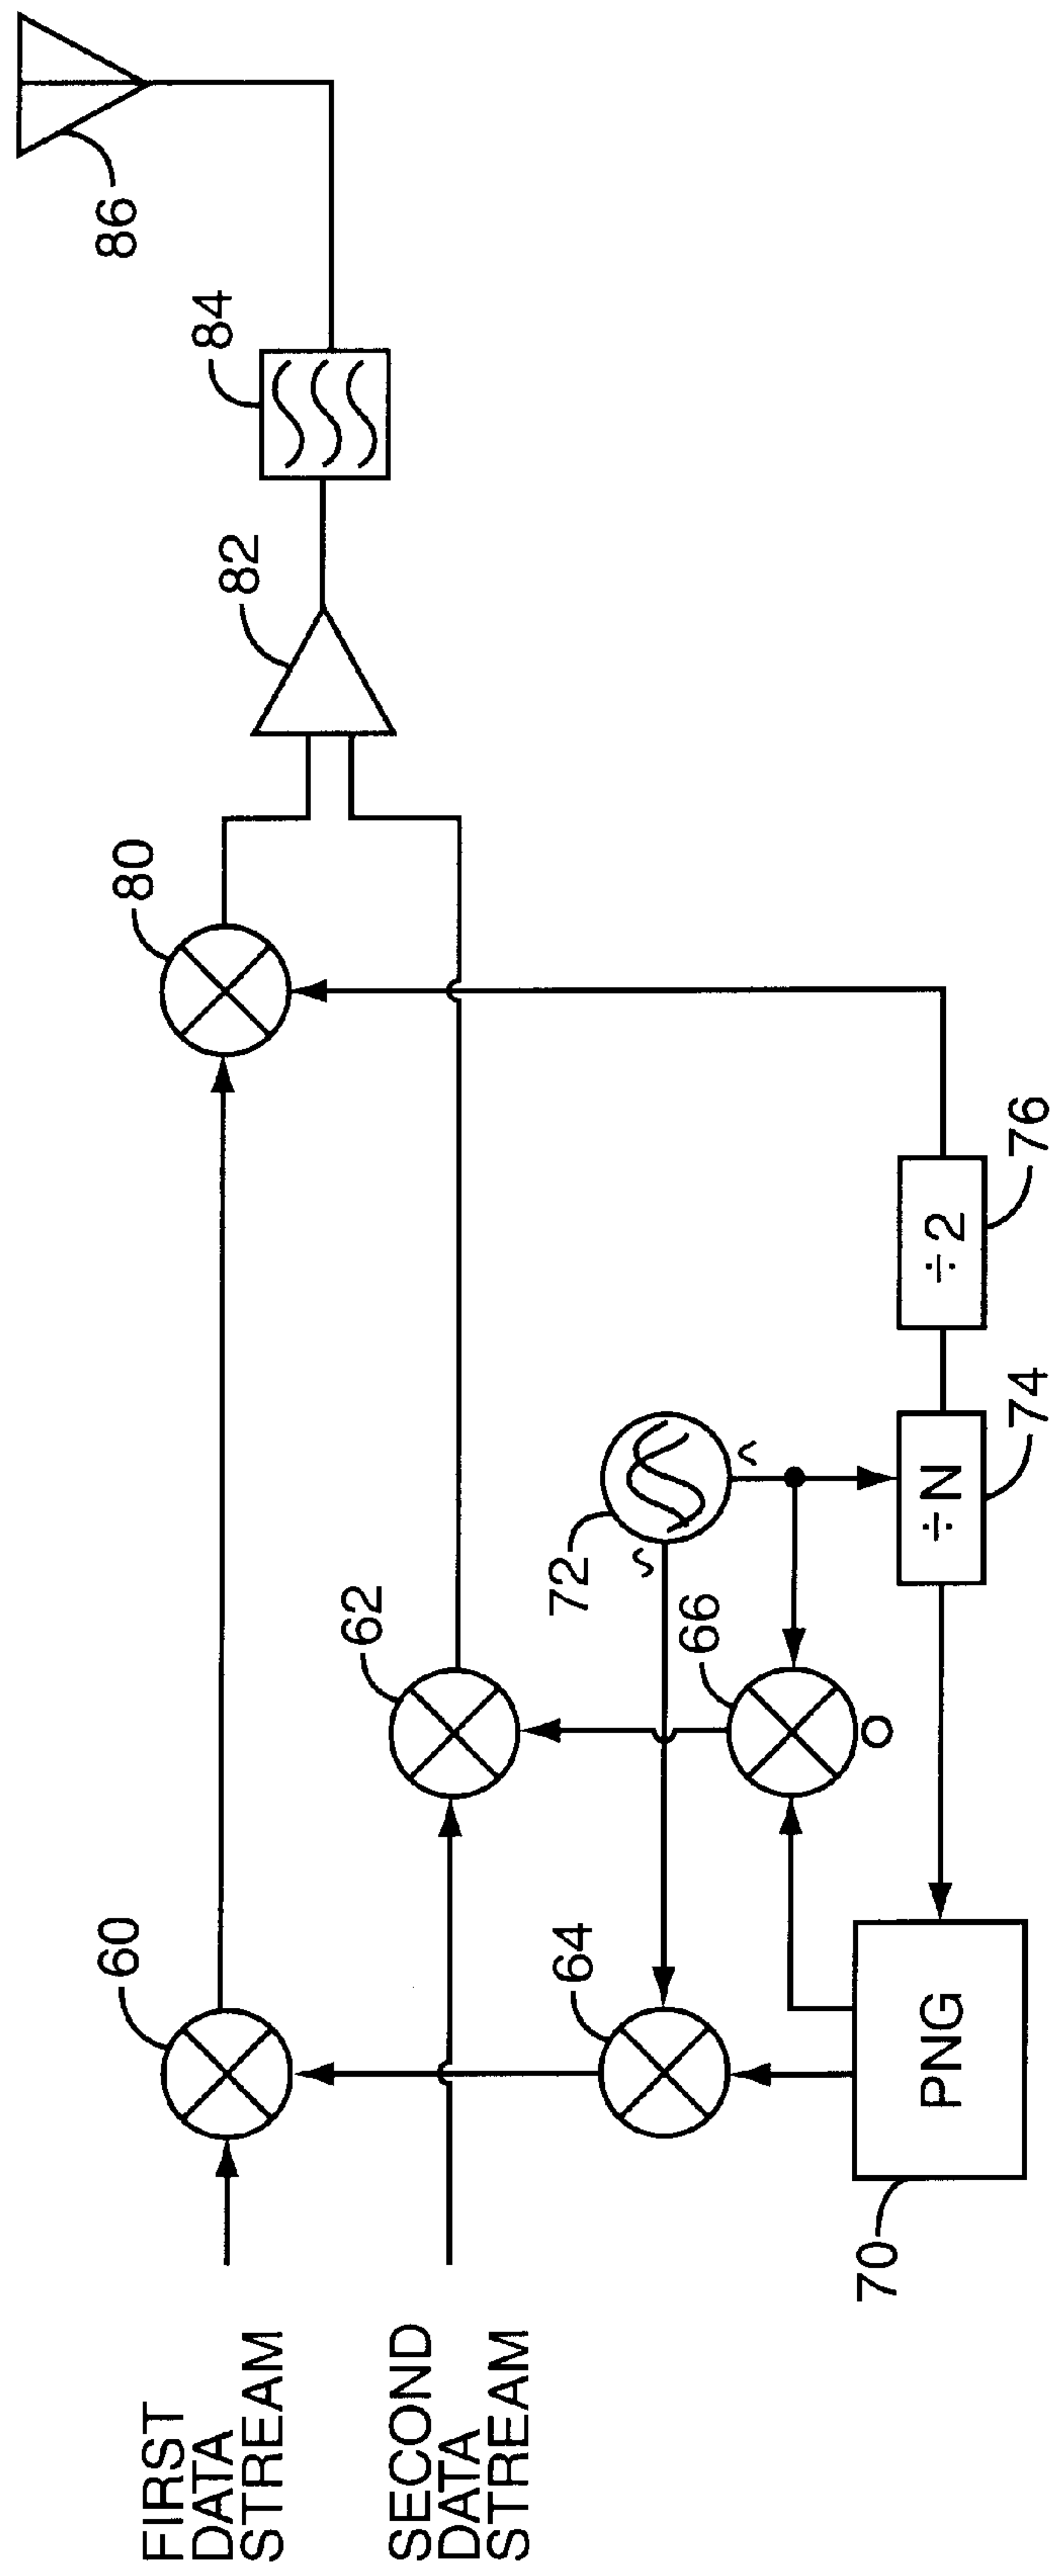 FIRST
DATA
STREAM
SECOND
DATA
STREAM
60
62
64
66
70
PNG
72
÷N
74
÷2
76
80
82
84
86